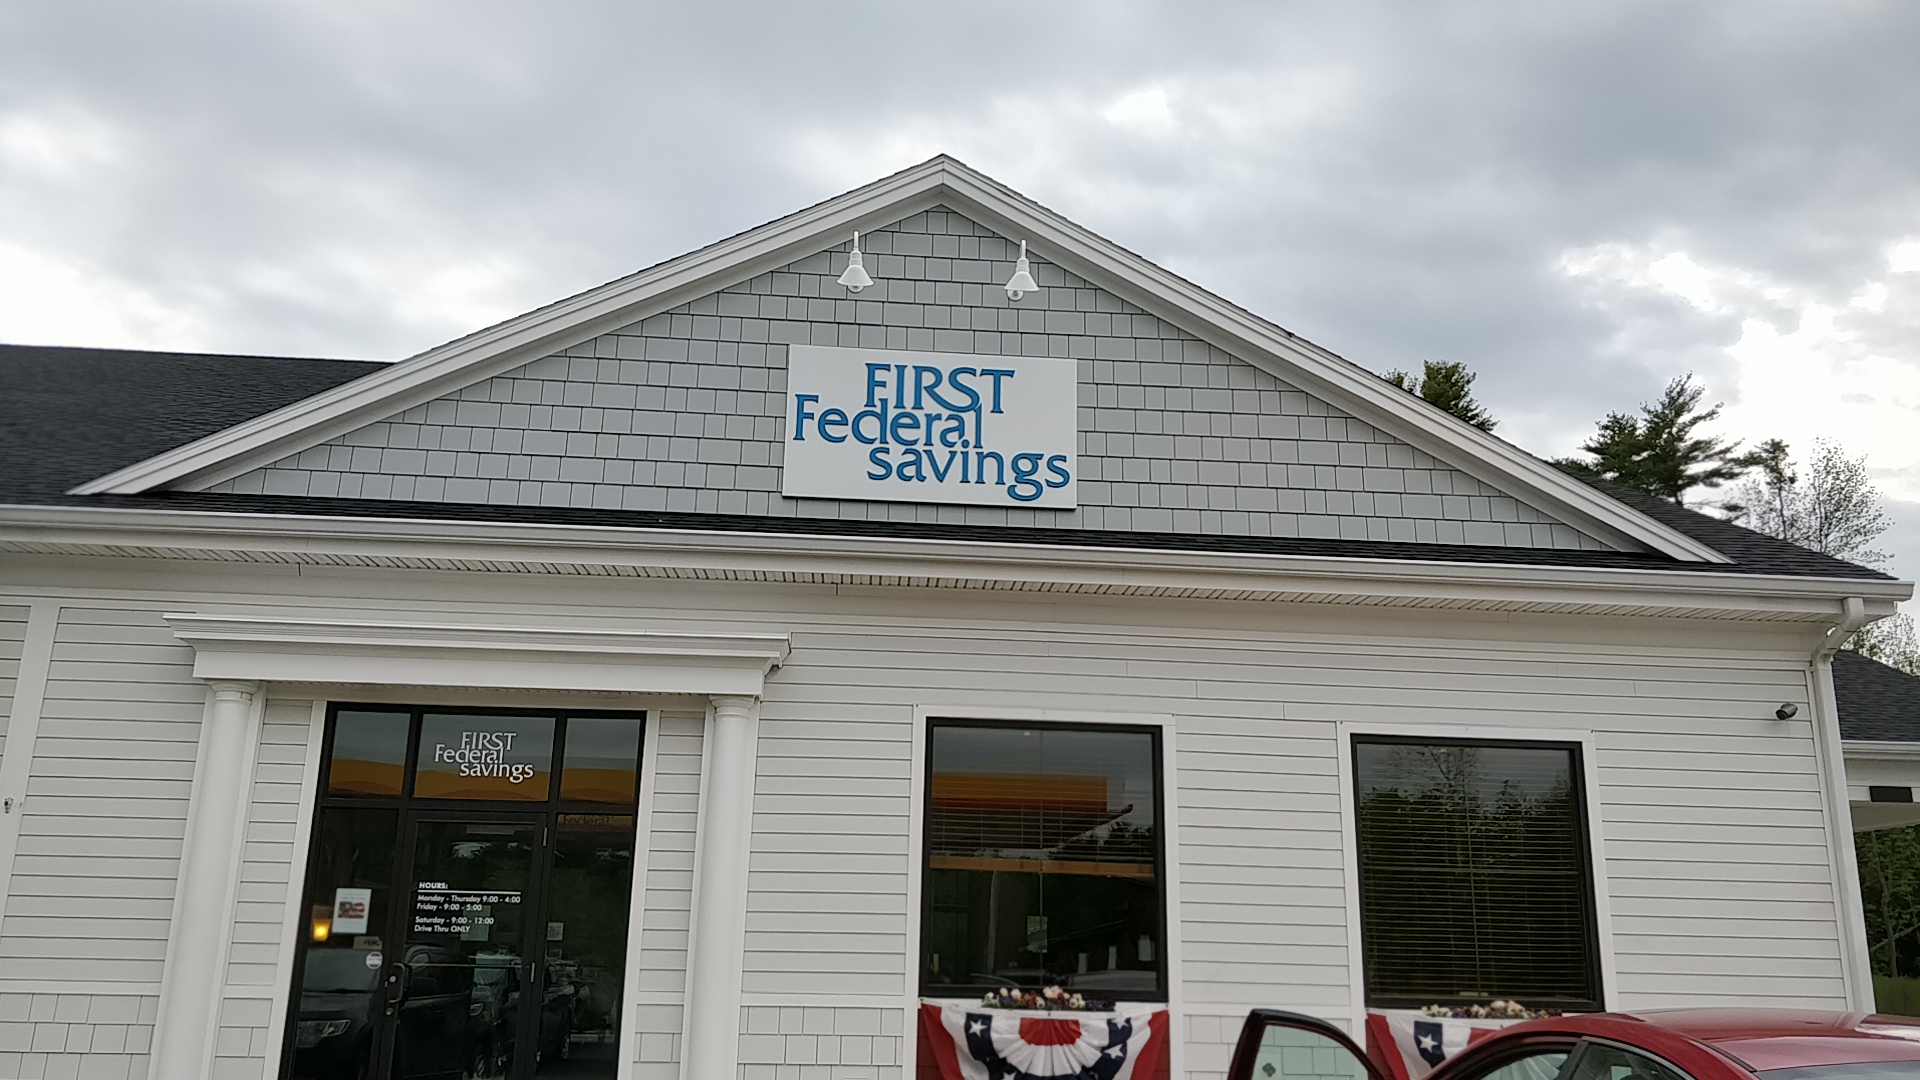 FIRST
Federal
savings
FIRST
Federal
savings
Federal
HOURS:
Monday - Thursday 9:00 - 4:00
Friday - 9:00 - 5:00
Saturday - 9:00 - 12:00
Drive Thru ONLY